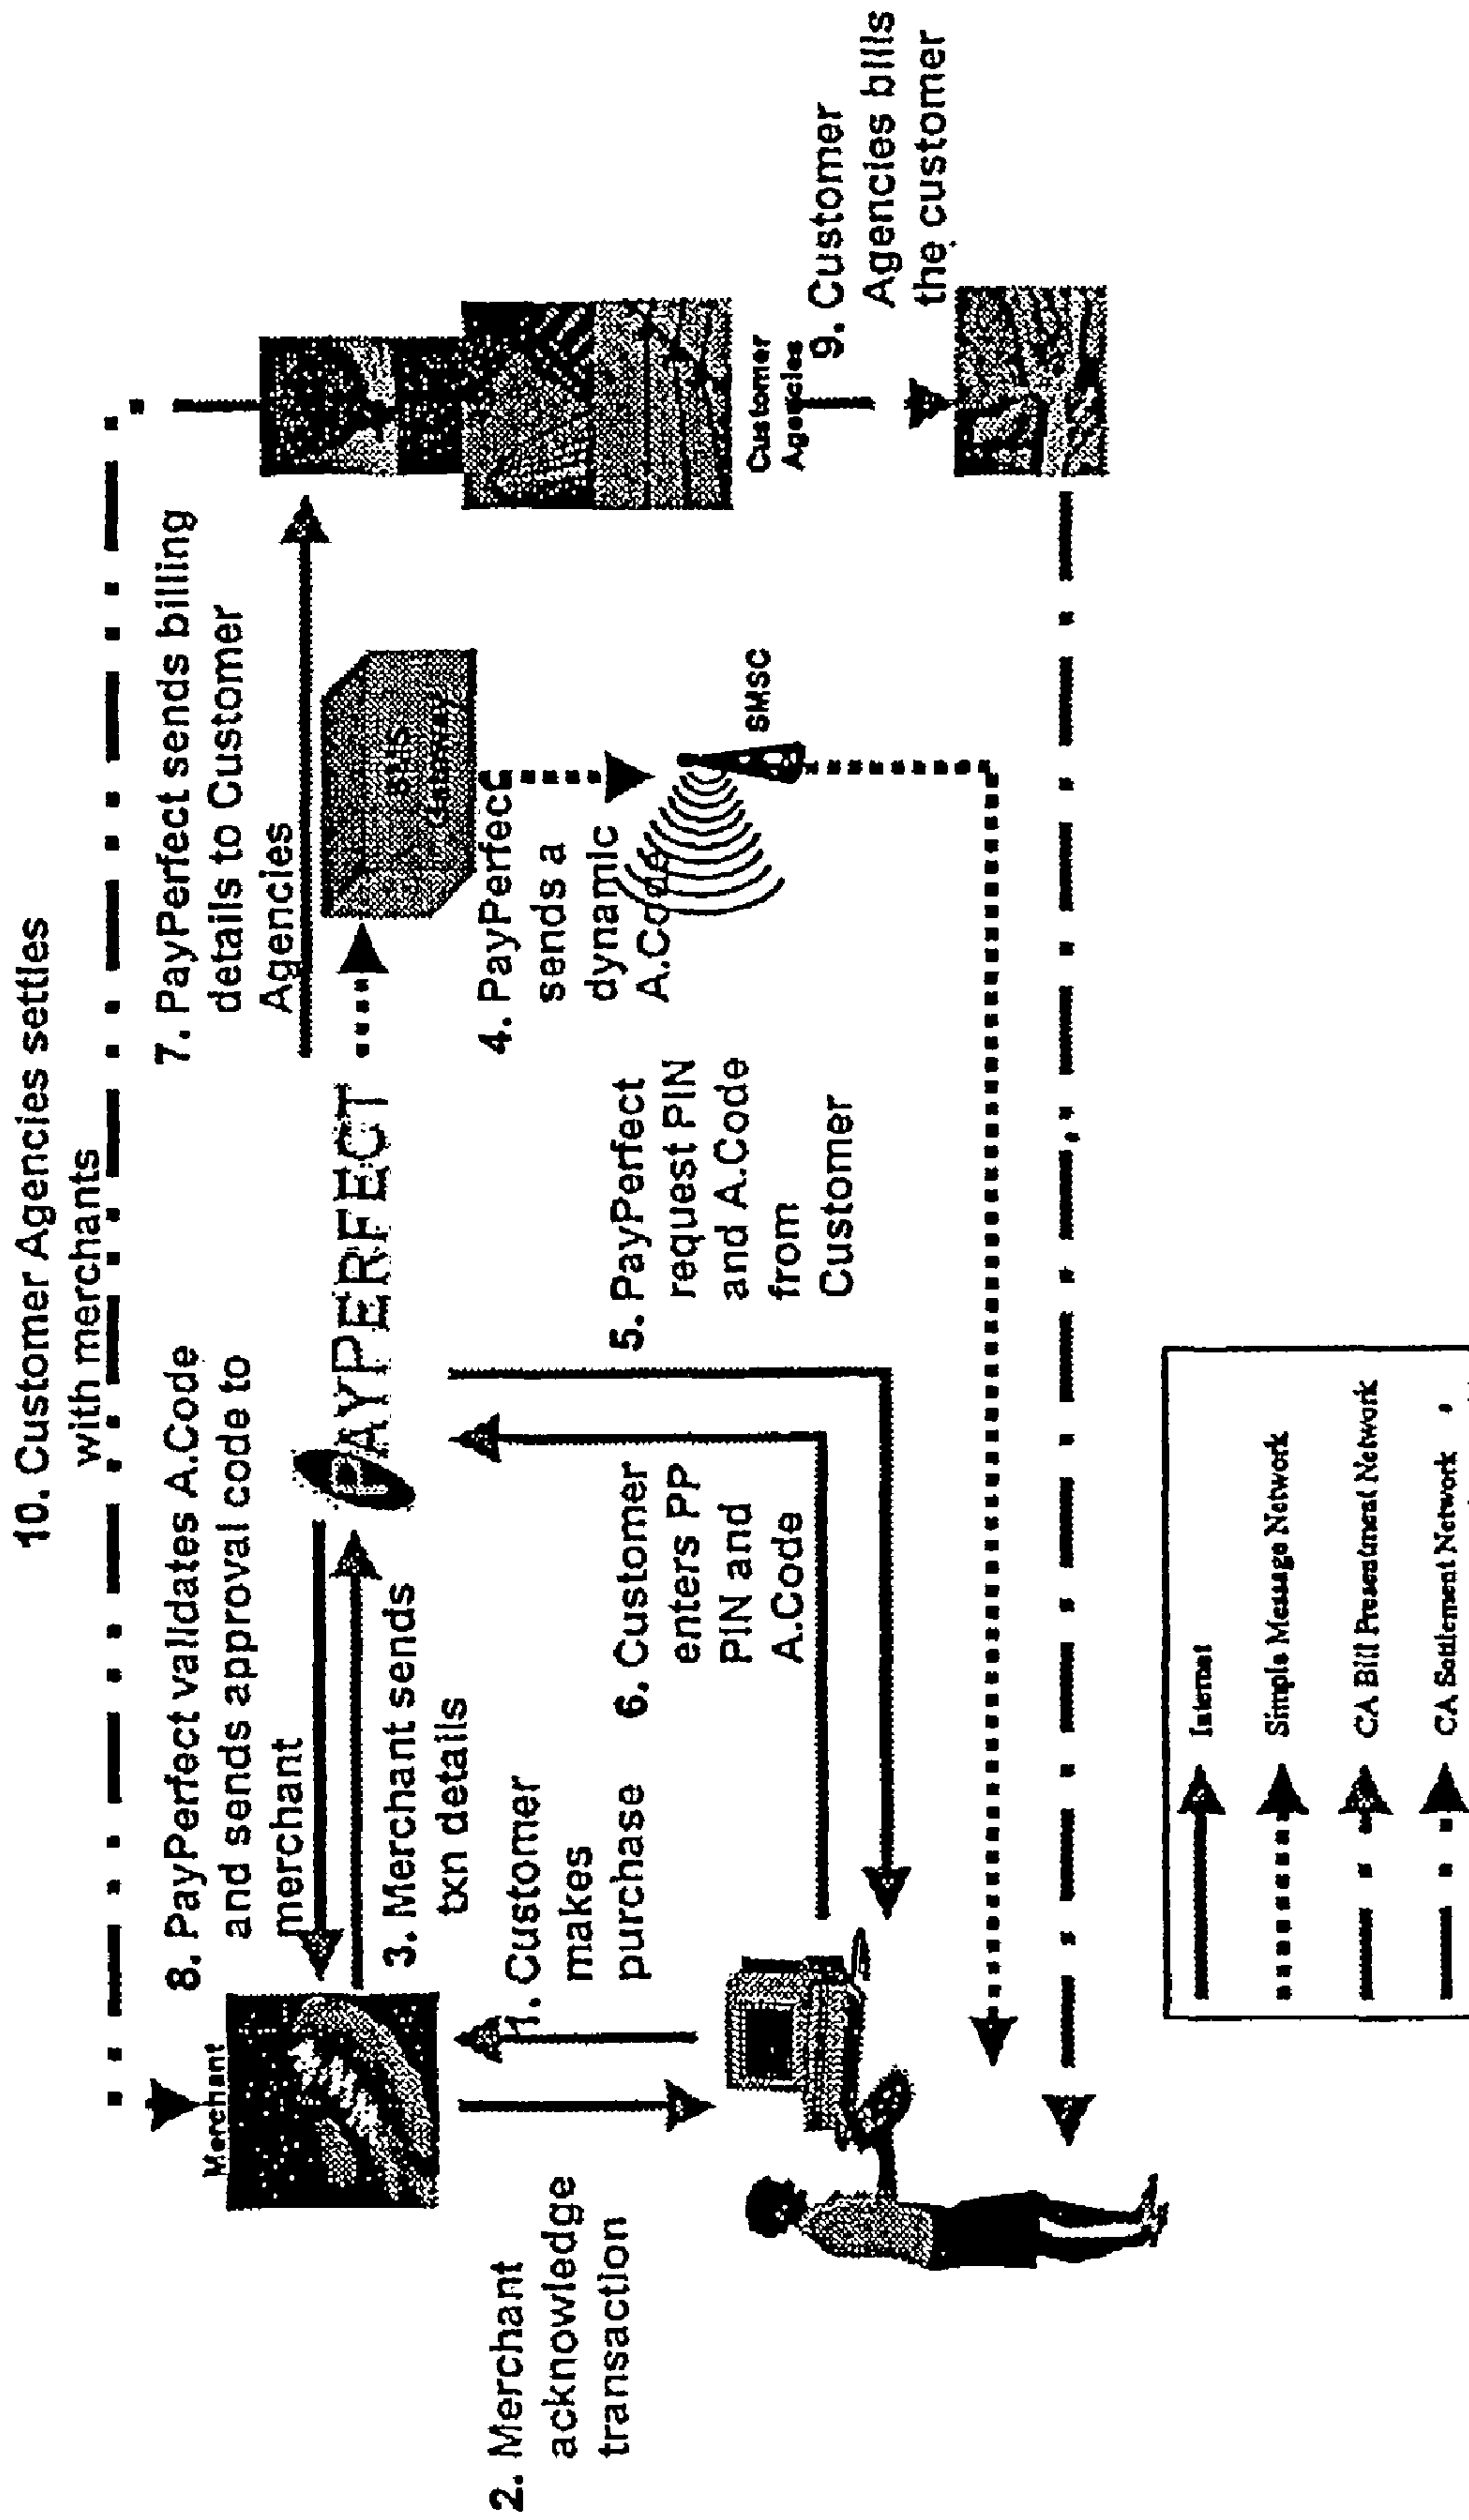 10. Customer Agencies settles
with merchants
8. PayPerfect validates A.Code
and sends approval code to
merchant
7. PayPerfect sends billing
details to Customer
Agencies
Merchant
PAYPERFECT
3. Merchant sends
txn details
4. PayPerfect
sends a
dynamic
A.Code
SMSC
Customer
Agencies
2. Merchant
acknowledge
transaction
1. Customer
makes
purchase
6. Customer
enters PP
PIN and
A.Code
5. PayPerfect
request PIN
and A.Code
from
Customer
9. Customer
Agencies bills
the customer
Internet
Simple Message Network
CA Bill Presentment Network
CA Settlement Network